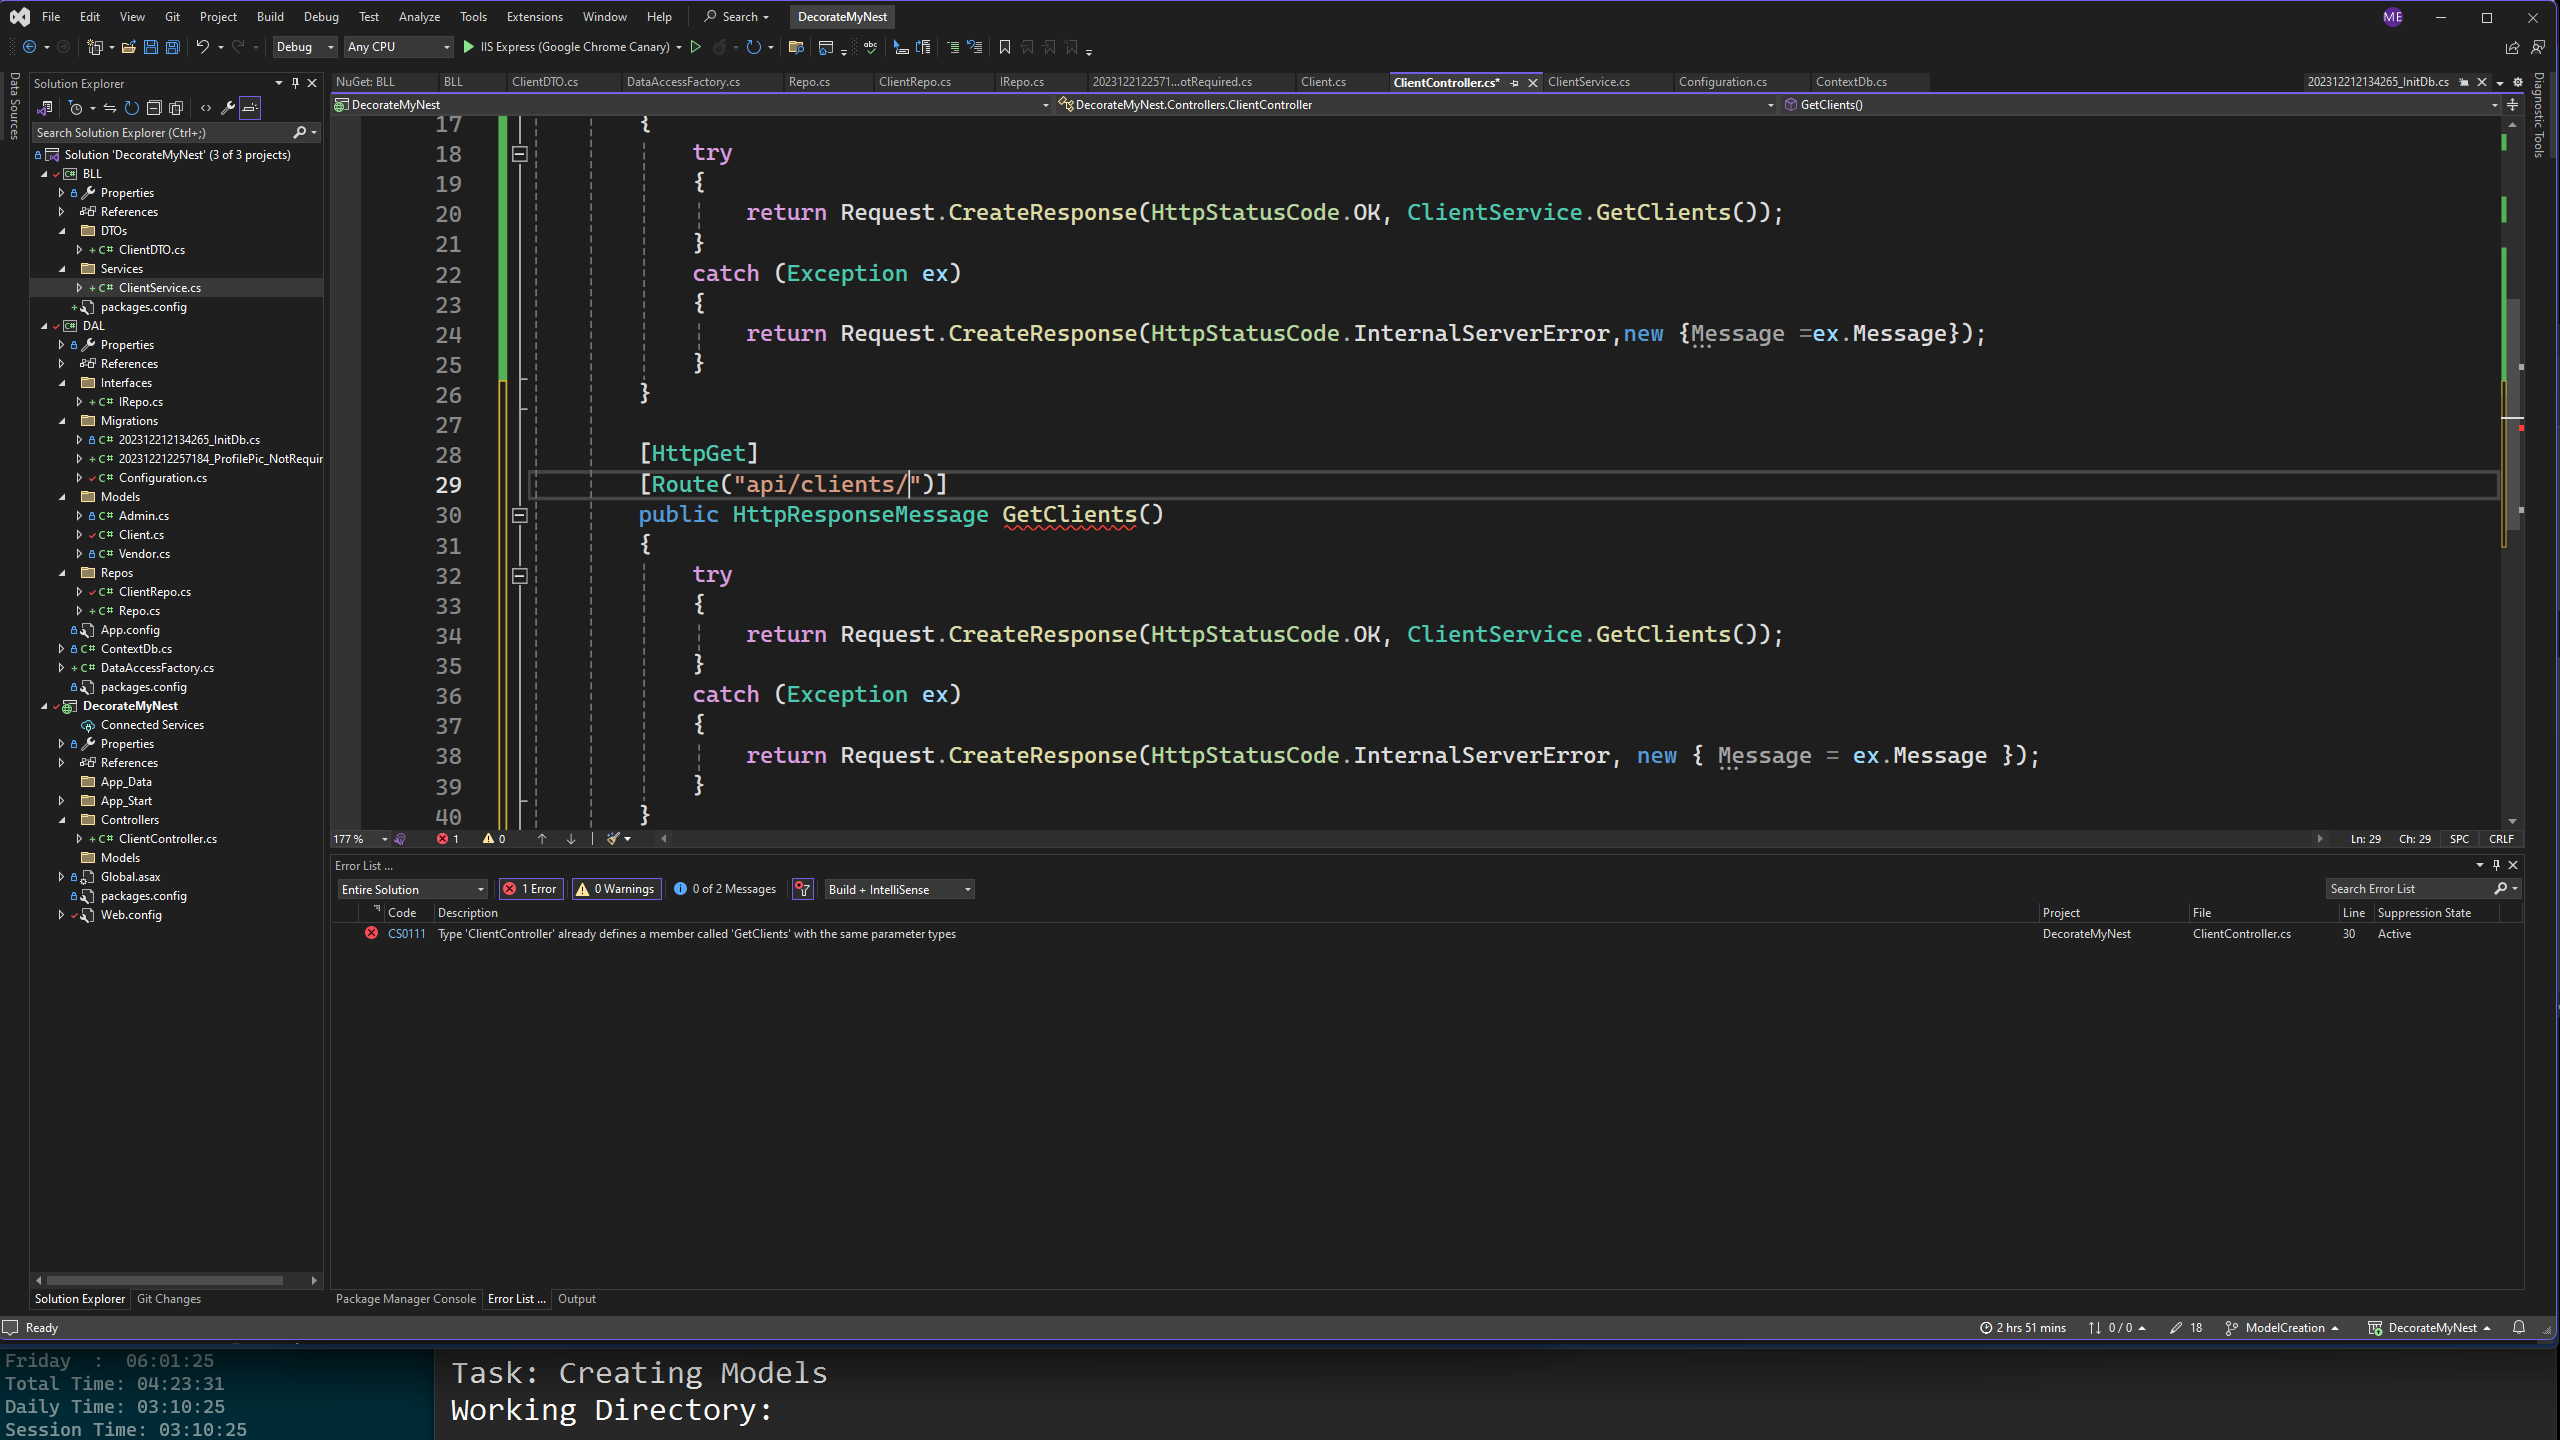 File Edit View Git Project Build Debug Test Analyze Tools Extensions Window Help Search DecorateMyNest ME
Debug Any CPU IIS Express (Google Chrome Canary)
Data Sources
Solution Explorer
Search Solution Explorer (Ctrl+;)
Solution 'DecorateMyNest' (3 of 3 projects)
BLL
Properties
References
DTOs
C# ClientDTO.cs
Services
C# ClientService.cs
packages.config
DAL
Properties
References
Interfaces
C# IRepo.cs
Migrations
C# 202312212134265_InitDb.cs
C# 202312212257184_ProfilePic_NotRequir
C# Configuration.cs
Models
C# Admin.cs
C# Client.cs
C# Vendor.cs
Repos
C# ClientRepo.cs
C# Repo.cs
App.config
C# ContextDb.cs
C# DataAccessFactory.cs
packages.config
DecorateMyNest
Connected Services
Properties
References
App_Data
App_Start
Controllers
C# ClientController.cs
Models
Global.asax
packages.config
Web.config
Solution Explorer Git Changes
NuGet: BLL BLL ClientDTO.cs DataAccessFactory.cs Repo.cs ClientRepo.cs IRepo.cs 2023122122571...otRequired.cs Client.cs ClientController.cs* ClientService.cs Configuration.cs ContextDb.cs 202312212134265_InitDb.cs
DecorateMyNest DecorateMyNest.Controllers.ClientController GetClients()
17 {
18 try
19 {
20 return Request.CreateResponse(HttpStatusCode.OK, ClientService.GetClients());
21 }
22 catch (Exception ex)
23 {
24 return Request.CreateResponse(HttpStatusCode.InternalServerError,new {Message =ex.Message});
25 }
26 }
27
28 [HttpGet]
29 [Route("api/clients/")]
30 public HttpResponseMessage GetClients()
31 {
32 try
33 {
34 return Request.CreateResponse(HttpStatusCode.OK, ClientService.GetClients());
35 }
36 catch (Exception ex)
37 {
38 return Request.CreateResponse(HttpStatusCode.InternalServerError, new { Message = ex.Message });
39 }
40 }
177 % 1 0 Ln: 29 Ch: 29 SPC CRLF
Diagnostic Tools
Error List ...
Entire Solution 1 Error 0 Warnings 0 of 2 Messages Build + IntelliSense Search Error List
Code Description Project File Line Suppression State
CS0111 Type 'ClientController' already defines a member called 'GetClients' with the same parameter types DecorateMyNest ClientController.cs 30 Active
Package Manager Console Error List ... Output
Ready 2 hrs 51 mins 0 / 0 18 ModelCreation DecorateMyNest
Friday : 06:01:25
Total Time: 04:23:31
Daily Time: 03:10:25
Session Time: 03:10:25
Task: Creating Models
Working Directory: